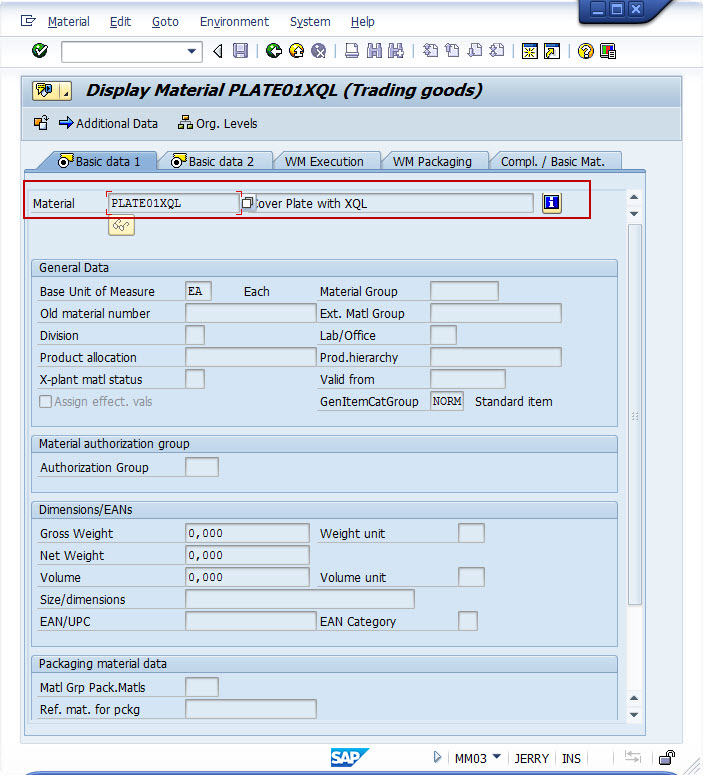 Material Edit Goto Environment System Help
Display Material PLATE01XQL (Trading goods)
Additional Data Org. Levels
Basic data 1 Basic data 2 WM Execution WM Packaging Compl. / Basic Mat.
Material PLATE01XQL over Plate with XQL
General Data
Base Unit of Measure EA Each Material Group
Old material number Ext. Matl Group
Division Lab/Office
Product allocation Prod.hierarchy
X-plant matl status Valid from
Assign effect. vals GenItemCatGroup NORM Standard item
Material authorization group
Authorization Group
Dimensions/EANs
Gross Weight 0,000 Weight unit
Net Weight 0,000
Volume 0,000 Volume unit
Size/dimensions
EAN/UPC EAN Category
Packaging material data
Matl Grp Pack.Matls
Ref. mat. for pckg
SAP MM03 JERRY INS